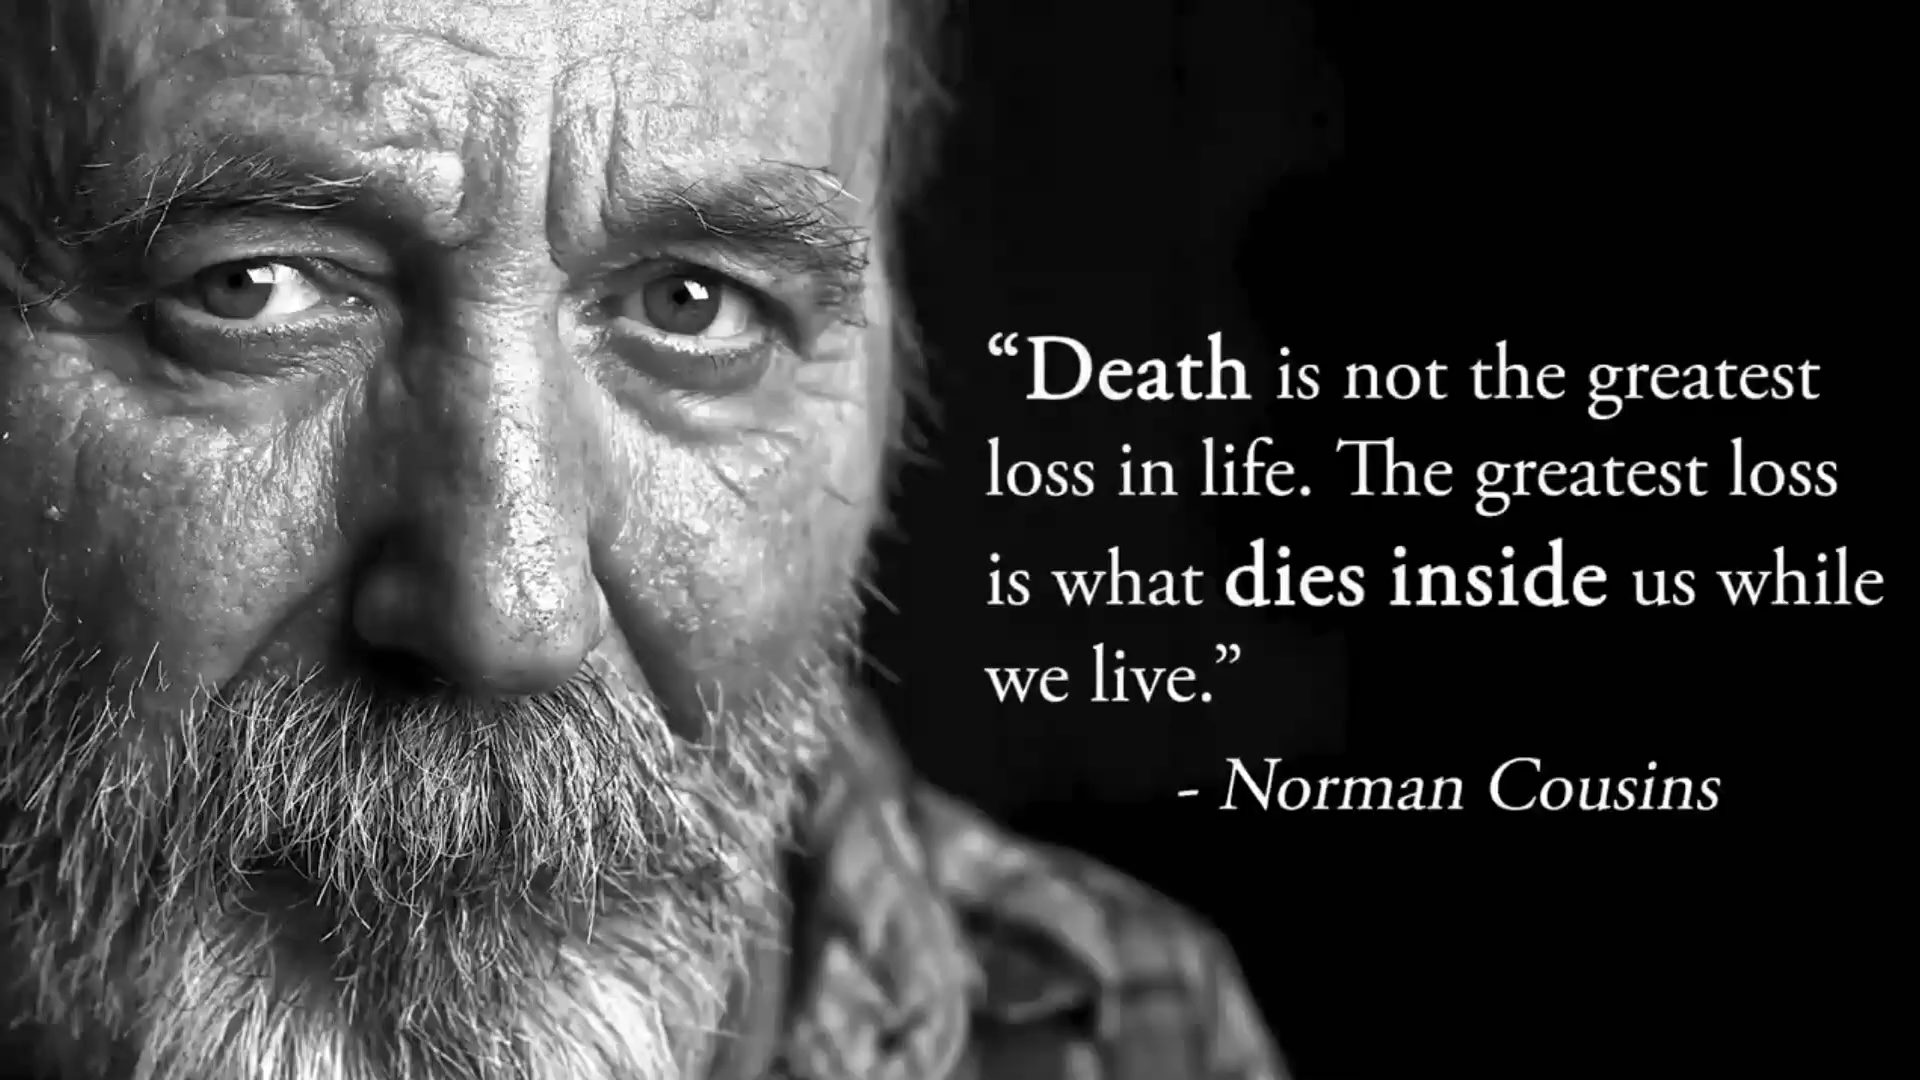 “Death is not the greatest
loss in life. The greatest loss
is what dies inside us while
we live.”
- Norman Cousins